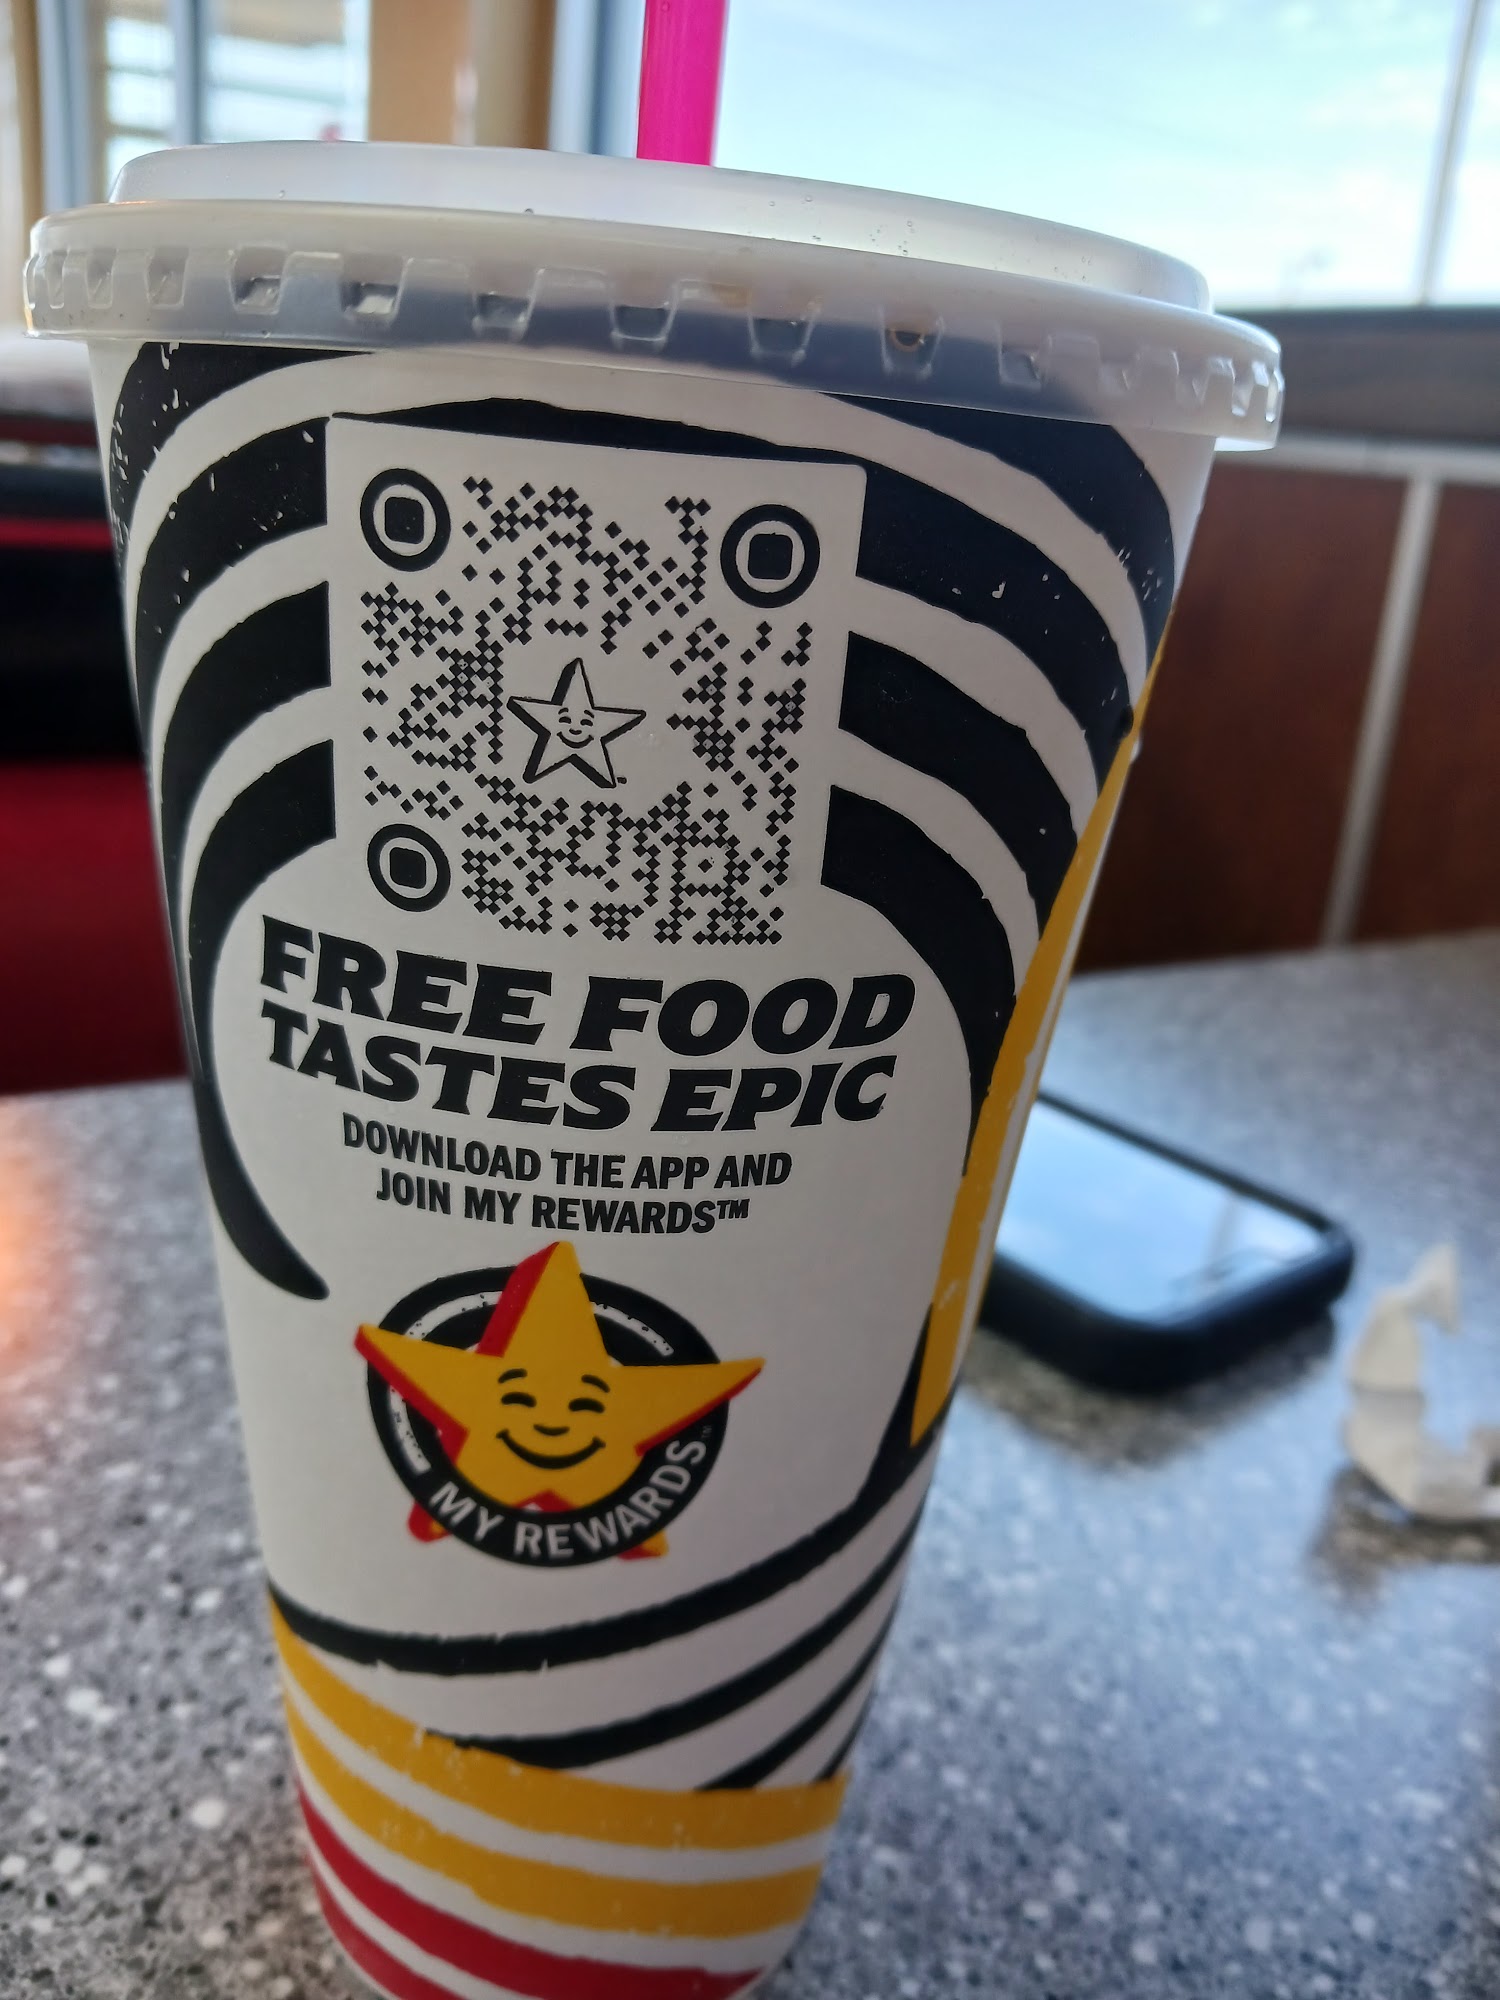 FREE FOOD
TASTES EPIC
DOWNLOAD THE APP AND
JOIN MY REWARDS™
MY REWARDS™